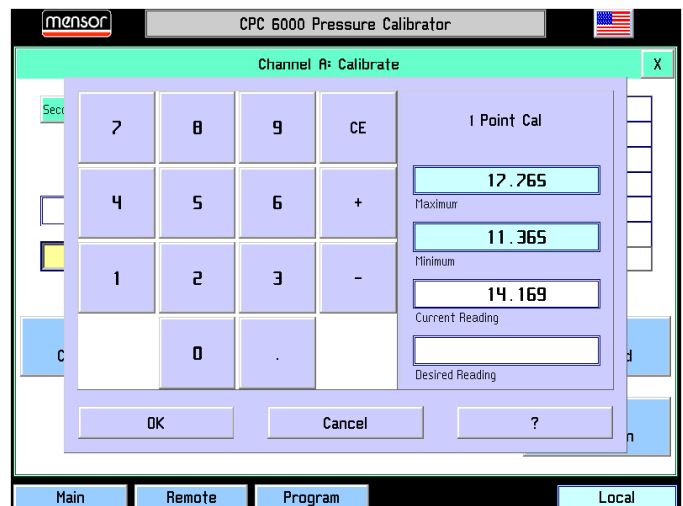 mensor
CPC 6000 Pressure Calibrator
Channel A: Calibrate X
Seco
7 8 9 CE
1 Point Cal
17.765
Maximum
4 5 6 +
11.365
Minimum
1 2 3 -
14.169
Current Reading
C
0 .
d
Desired Reading
OK Cancel ?
n
Main Remote Program Local